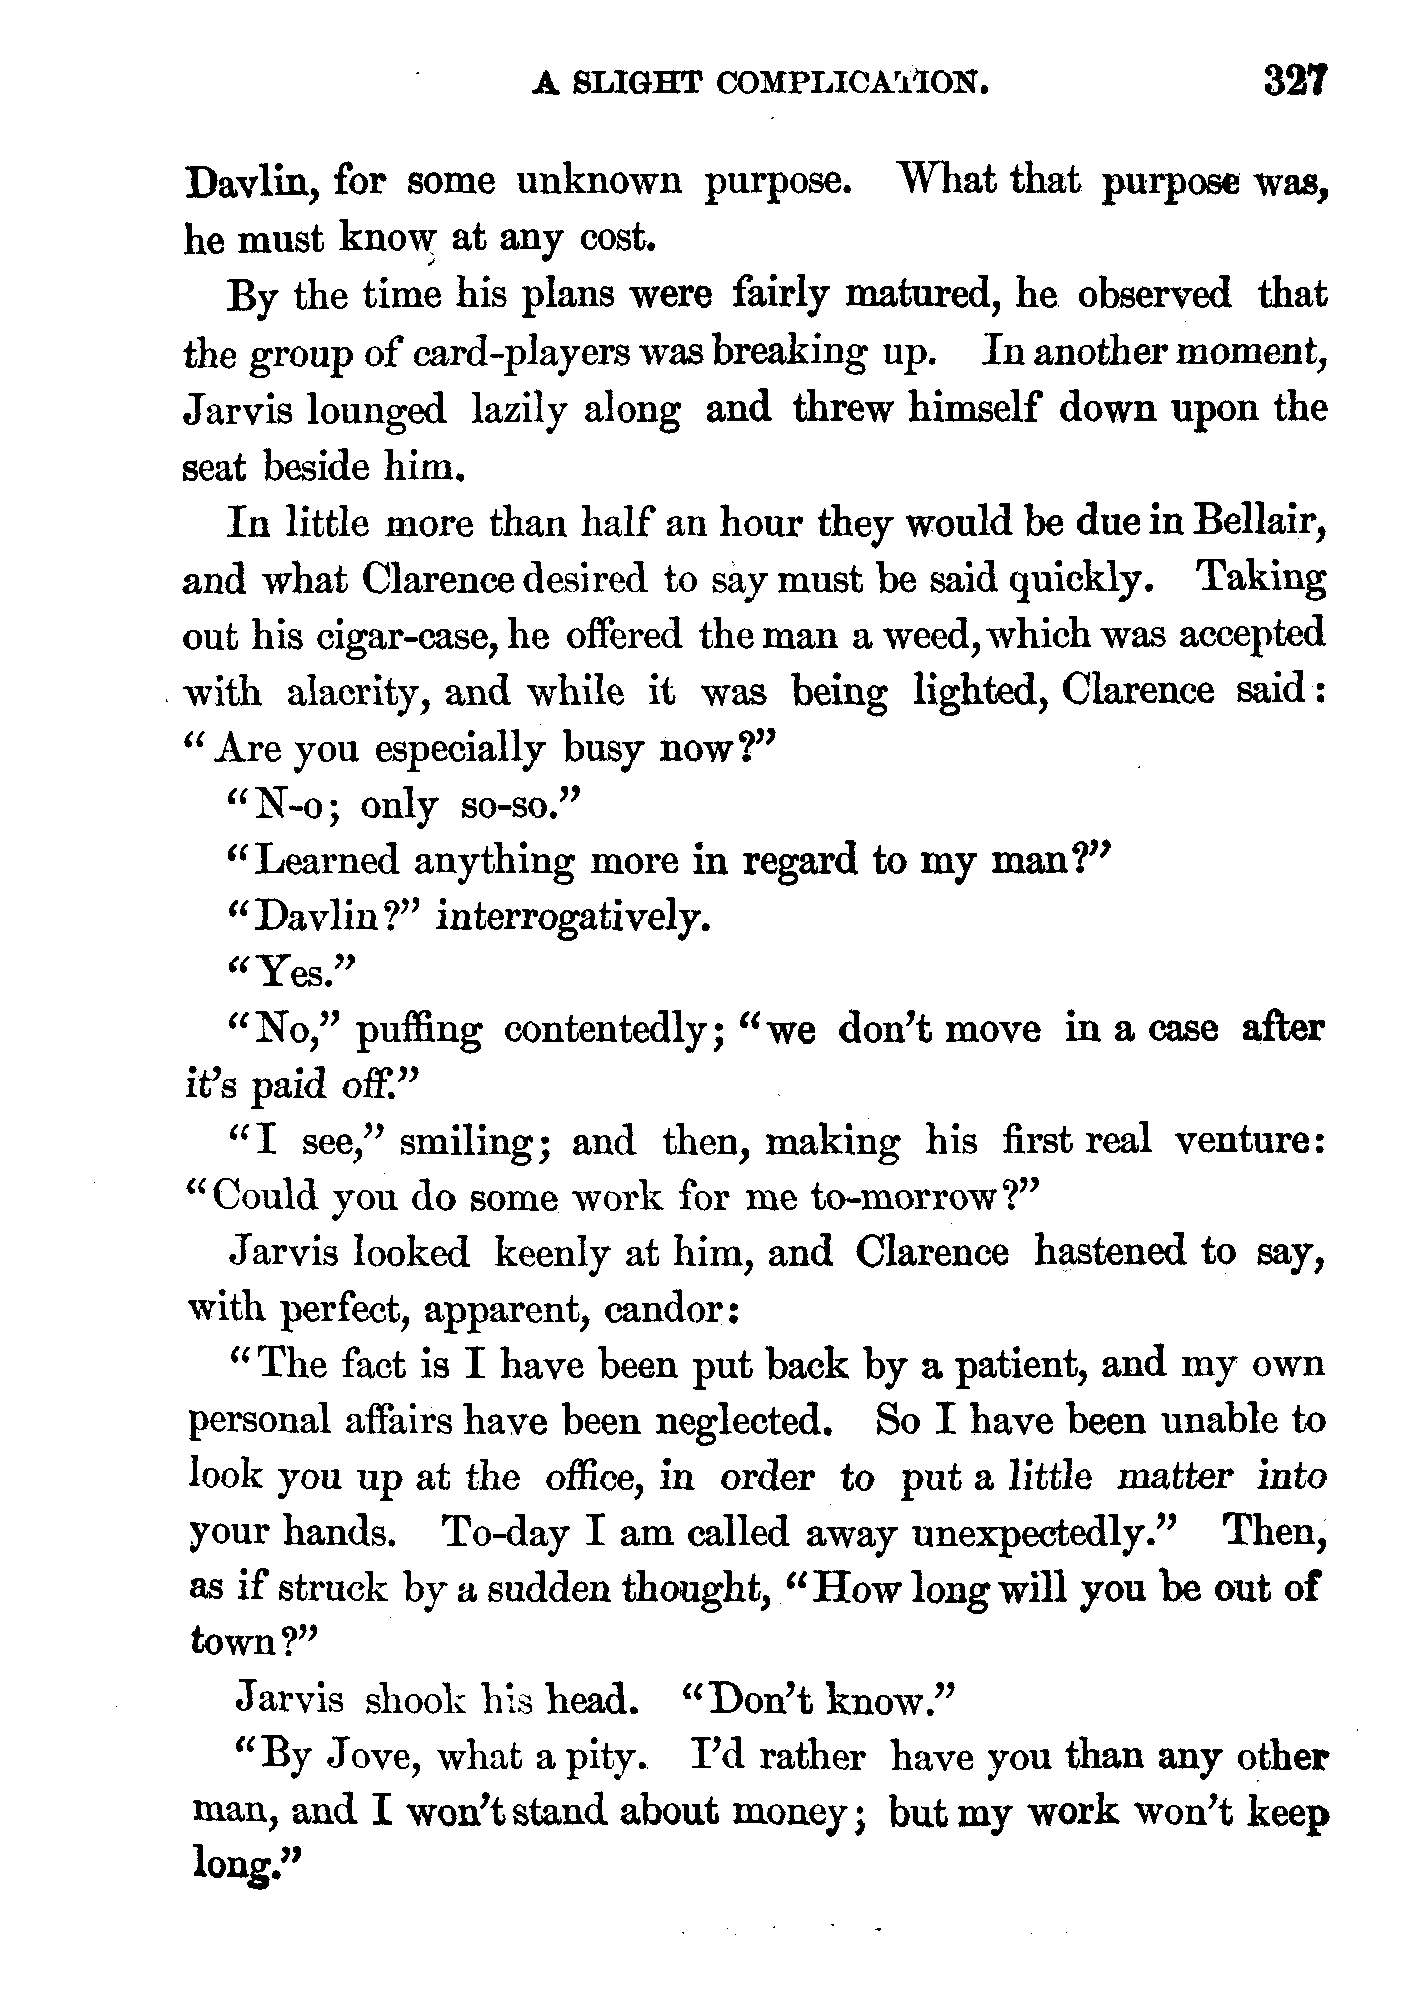 A SLIGHT COMPLICATION. 327
Davlin, for some unknown purpose. What that purpose was,
he must know at any cost.
By the time his plans were fairly matured, he observed that
the group of card-players was breaking up. In another moment,
Jarvis lounged lazily along and threw himself down upon the
seat beside him.
In little more than half an hour they would be due in Bellair,
and what Clarence desired to say must be said quickly. Taking
out his cigar-case, he offered the man a weed, which was accepted
with alacrity, and while it was being lighted, Clarence said:
"Are you especially busy now?"
"N-o; only so-so."
"Learned anything more in regard to my man?"
"Davlin?" interrogatively.
"Yes."
"No," puffing contentedly; "we don't move in a case after
it's paid off."
"I see," smiling; and then, making his first real venture:
"Could you do some work for me to-morrow?"
Jarvis looked keenly at him, and Clarence hastened to say,
with perfect, apparent, candor:
"The fact is I have been put back by a patient, and my own
personal affairs have been neglected. So I have been unable to
look you up at the office, in order to put a little matter into
your hands. To-day I am called away unexpectedly." Then,
as if struck by a sudden thought, "How long will you be out of
town?"
Jarvis shook his head. "Don't know."
"By Jove, what a pity. I'd rather have you than any other
man, and I won't stand about money; but my work won't keep
long."